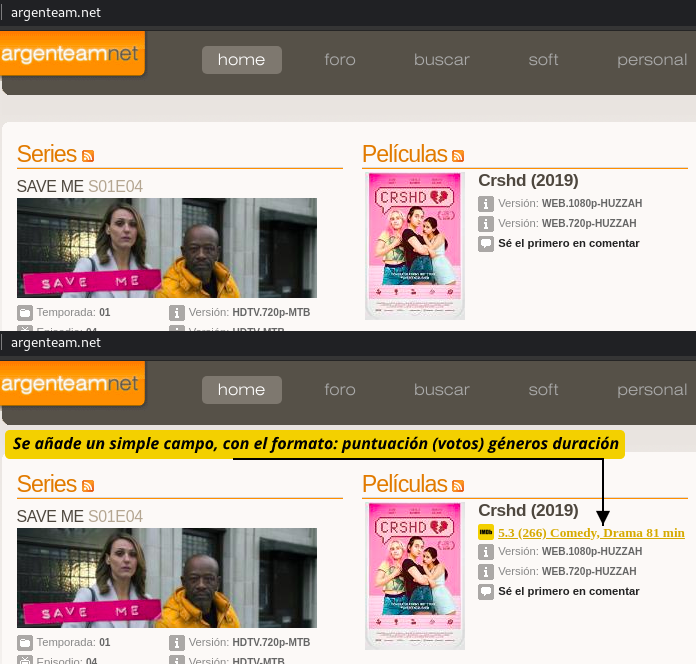 argenteam.net
argenteamnet
home foro buscar soft personal
Series Películas
SAVE ME S01E04
SAVE ME
Temporada: 01 Versión: HDTV.720p-MTB
Episodio: 04 Versión: HDTV-MTB
CRSHD
Crshd (2019)
Versión: WEB.1080p-HUZZAH
Versión: WEB.720p-HUZZAH
Sé el primero en comentar
argenteam.net
argenteamnet
home foro buscar soft personal
Se añade un simple campo, con el formato: puntuación (votos) géneros duración
Series Películas
SAVE ME S01E04
SAVE ME
Temporada: 01 Versión: HDTV.720p-MTB
Episodio: 04 Versión: HDTV-MTB
CRSHD
Crshd (2019)
IMDb 5.3 (266) Comedy, Drama 81 min
Versión: WEB.1080p-HUZZAH
Versión: WEB.720p-HUZZAH
Sé el primero en comentar